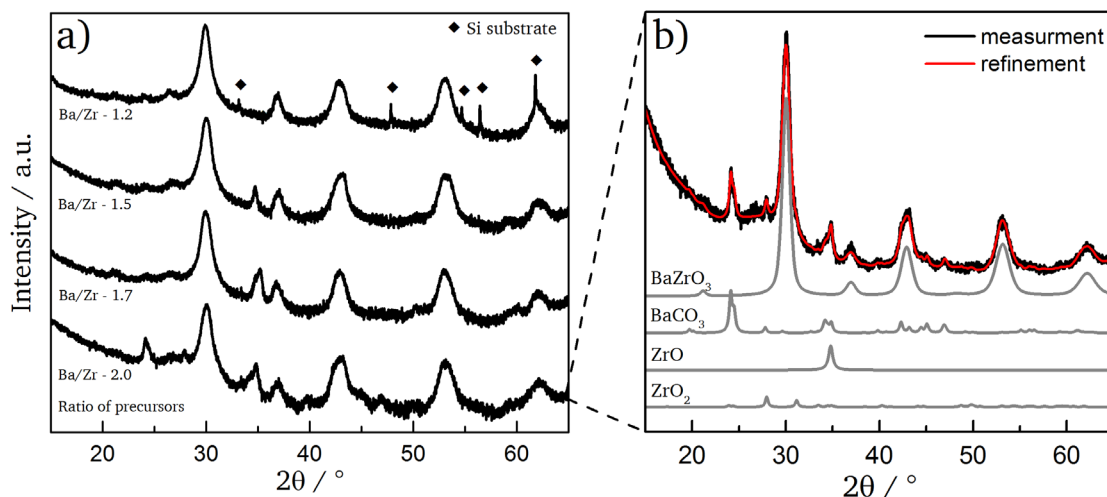 a)
◆ Si substrate
Ba/Zr - 1.2
Ba/Zr - 1.5
Ba/Zr - 1.7
Ba/Zr - 2.0
Ratio of precursors
Intensity / a.u.
20 30 40 50 60
2θ / °
b)
measurment
refinement
BaZrO₃
BaCO₃
ZrO
ZrO₂
20 30 40 50 60
2θ / °